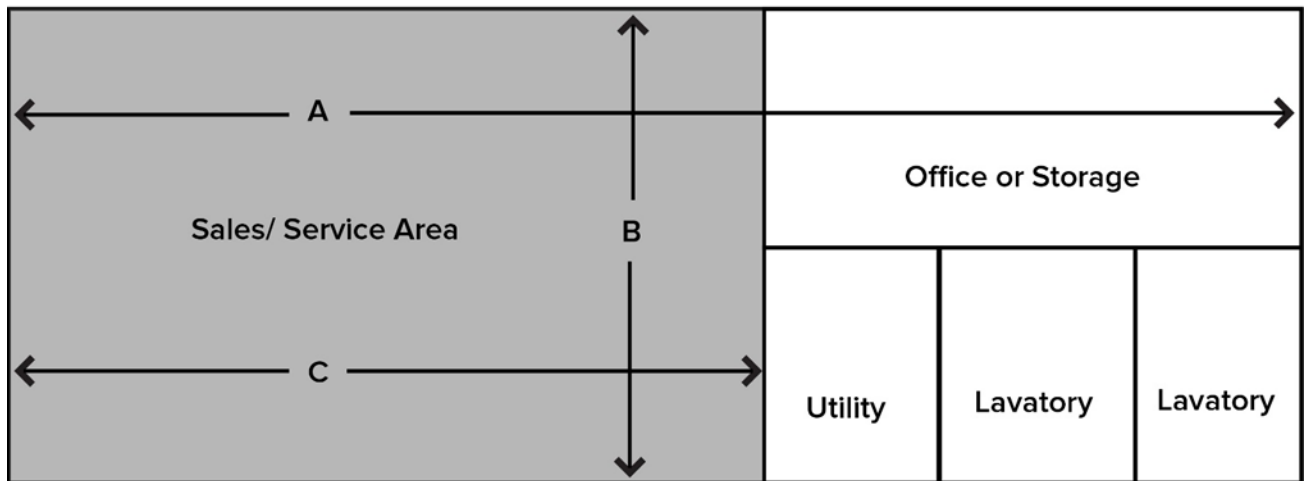 A
Office or Storage
Sales/ Service Area
B
C
Utility
Lavatory
Lavatory